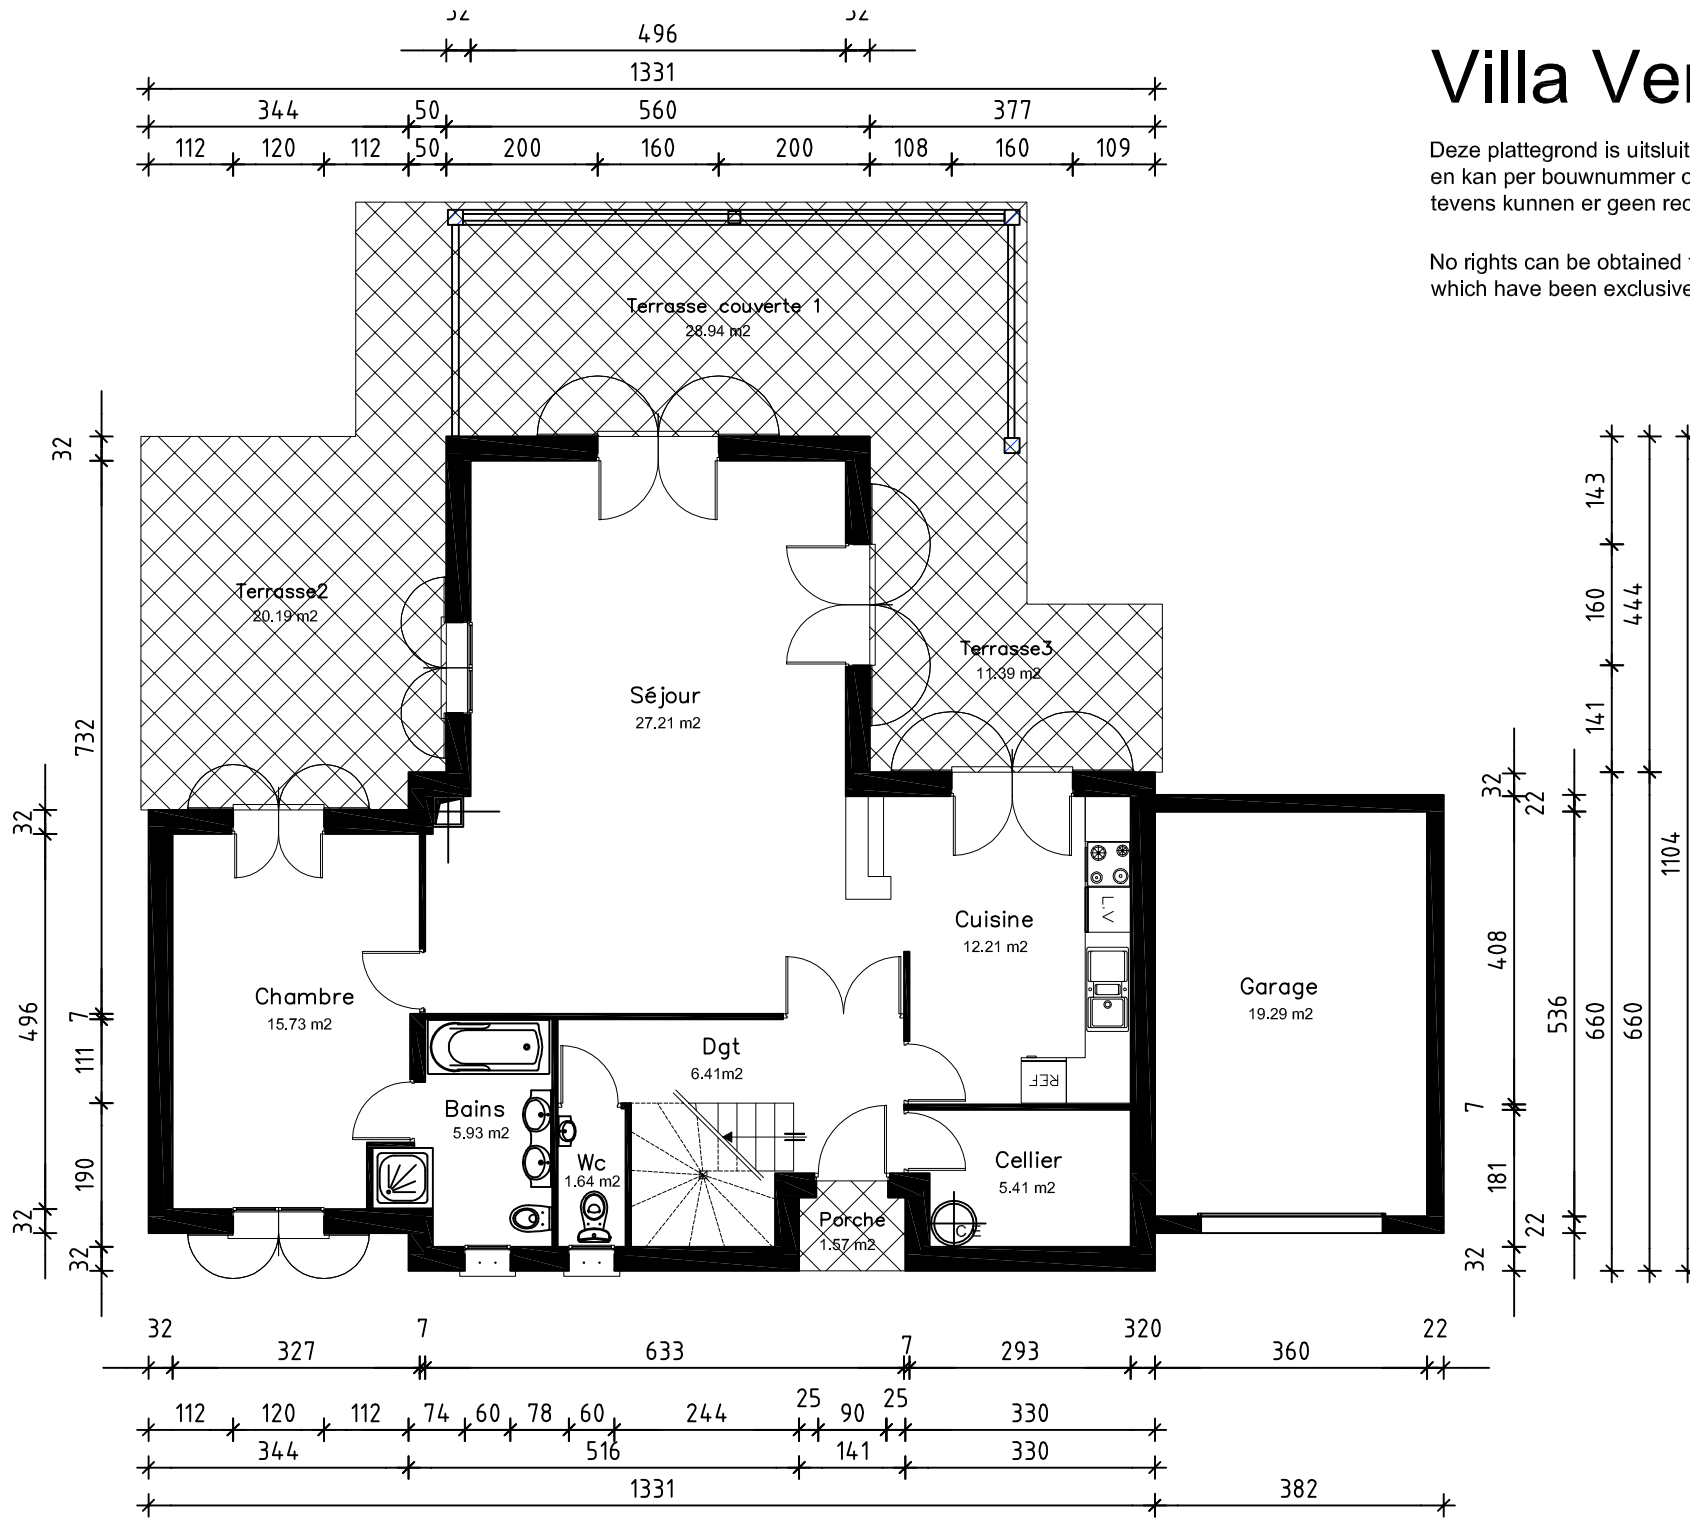 496
1331
344 50 560 377
112 120 112 50 200 160 200 108 160 109
Villa
Deze plattegrond is
en kan per bouwnummer
tevens kunnen er geen
No rights can be obtained
which have been
Terrasse couverte 1
28.94 m2
Terrasse2
20.19 m2
Terrasse3
11.39 m2
Séjour
27.21 m2
Cuisine
12.21 m2
L.V
REF
Garage
19.29 m2
Chambre
15.73 m2
Dgt
6.41m2
Bains
5.93 m2
Wc
1.64 m2
Cellier
5.41 m2
Porche
1.57 m2
32
732
7
111
190
32
32
496
32
143
160
141
444
660
660
1104
32
408
7
181
32
22
536
22
32 327 7 633 7 293 320 360 22
112 120 112 74 60 78 60 244 25 90 25 330
344 516 141 330
1331 382